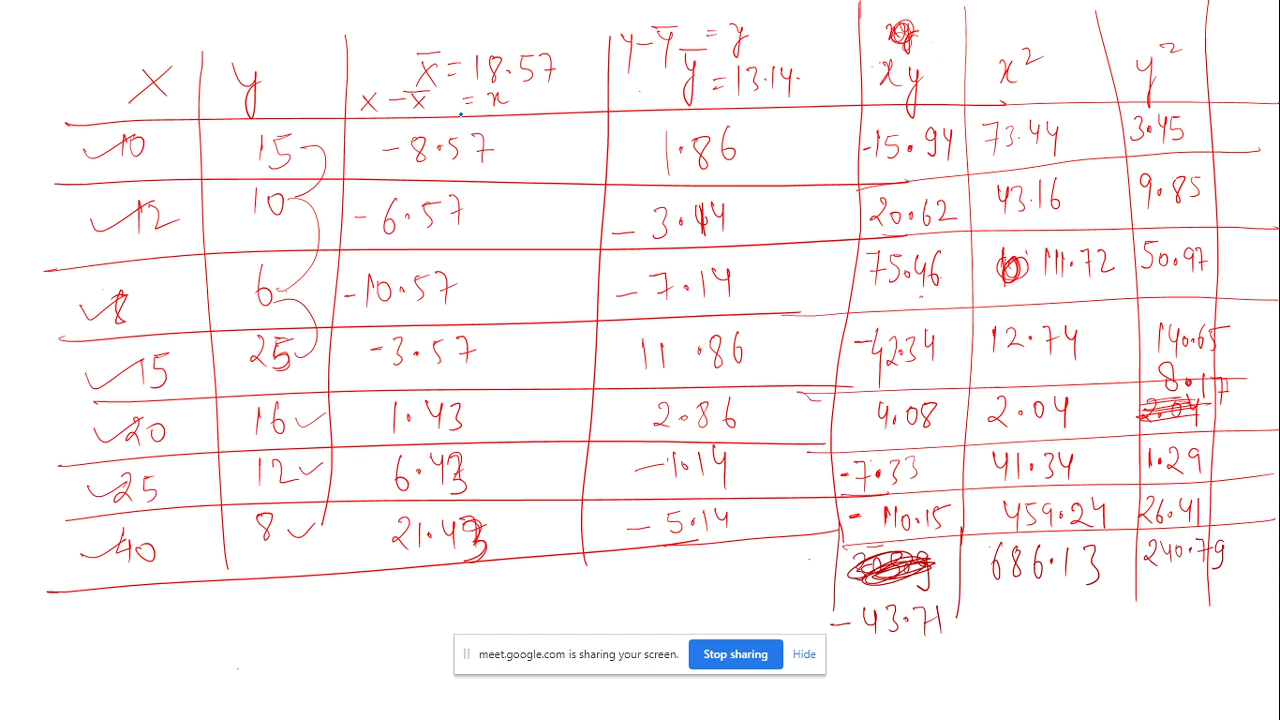 X y X̄ = 18.57 y - ȳ = y xy x² y²
x - x̄ = x ȳ = 13.14
10 15 -8.57 1.86 -15.94 73.44 3.45
12 10 -6.57 -3.14 20.62 43.16 9.85
8 6 -10.57 -7.14 75.46 111.72 50.97
15 25 -3.57 11.86 -42.34 12.74 140.65
20 16 1.43 2.86 4.08 2.04 8.17
25 12 6.43 -1.14 -7.33 41.34 1.29
40 8 21.43 -5.14 -110.15 459.24 26.41
686.13 240.79
-43.71
meet.google.com is sharing your screen. Stop sharing Hide